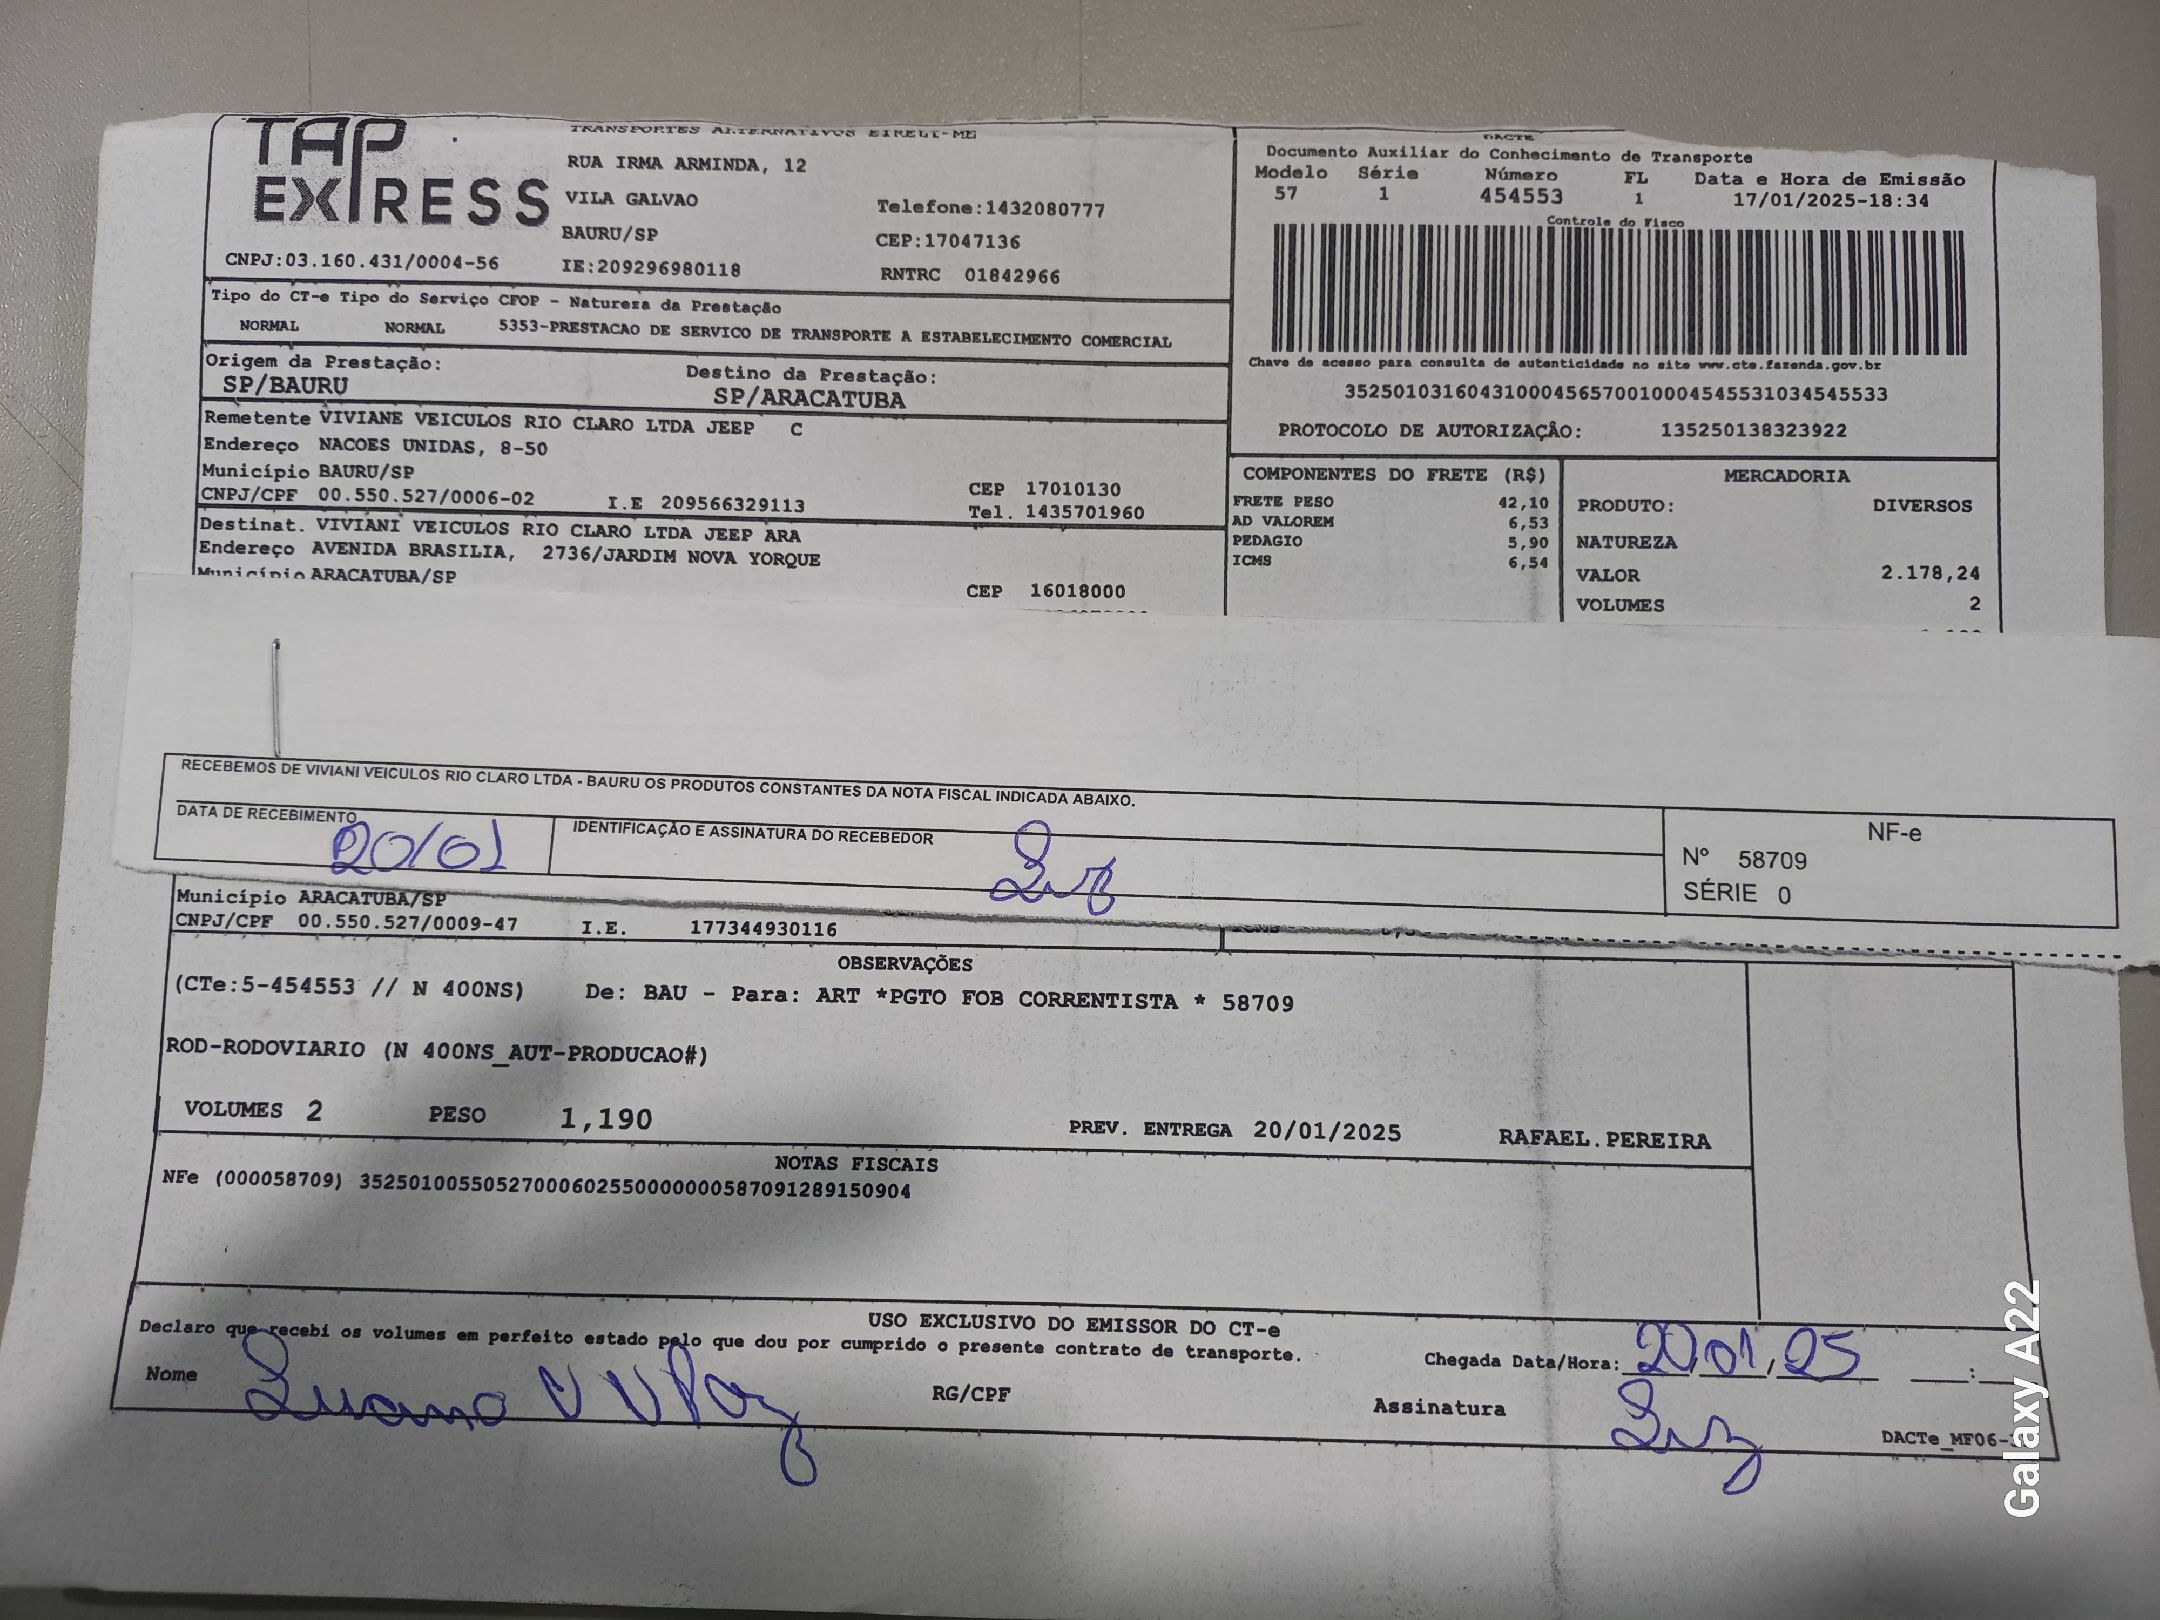 TAP
EXPRESS
TRANSPORTES ALTERNATIVOS EIRELI-ME
RUA IRMA ARMINDA, 12
VILA GALVAO
Telefone:1432080777
BAURU/SP
CEP:17047136
CNPJ:03.160.431/0004-56
IE:209296980118
RNTRC 01842966
DACTE
Documento Auxiliar do Conhecimento de Transporte
Modelo Série Número FL Data e Hora de Emissão
57 1 454553 1 17/01/2025-18:34
Controle do Fisco
Chave de acesso para consulta de autenticidade no site www.cte.fazenda.gov.br
35250103160431000456570010004545531034545533
PROTOCOLO DE AUTORIZAÇÂO: 135250138323922
Tipo do CT-e Tipo do Serviço CFOP - Natureza da Prestação
NORMAL NORMAL 5353-PRESTACAO DE SERVICO DE TRANSPORTE A ESTABELECIMENTO COMERCIAL
Origem da Prestação: Destino da Prestação:
SP/BAURU SP/ARACATUBA
Remetente VIVIANE VEICULOS RIO CLARO LTDA JEEP C
Endereço NACOES UNIDAS, 8-50
Município BAURU/SP CEP 17010130
CNPJ/CPF 00.550.527/0006-02 I.E 209566329113 Tel. 1435701960
Destinat. VIVIANI VEICULOS RIO CLARO LTDA JEEP ARA
Endereço AVENIDA BRASILIA, 2736/JARDIM NOVA YORQUE
Município ARACATUBA/SP CEP 16018000
COMPONENTES DO FRETE (R$)
FRETE PESO 42,10
AD VALOREM 6,53
PEDAGIO 5,90
ICMS 6,54
MERCADORIA
PRODUTO: DIVERSOS
NATUREZA
VALOR 2.178,24
VOLUMES 2
RECEBEMOS DE VIVIANI VEICULOS RIO CLARO LTDA - BAURU OS PRODUTOS CONSTANTES DA NOTA FISCAL INDICADA ABAIXO.
DATA DE RECEBIMENTO IDENTIFICAÇÃO E ASSINATURA DO RECEBEDOR
20/01
NF-e
Nº 58709
SÉRIE 0
Município ARACATUBA/SP
CNPJ/CPF 00.550.527/0009-47 I.E. 177344930116
OBSERVAÇÕES
(CTe:5-454553 // N 400NS) De: BAU - Para: ART *PGTO FOB CORRENTISTA * 58709
ROD-RODOVIARIO (N 400NS_AUT-PRODUCAO#)
VOLUMES 2 PESO 1,190 PREV. ENTREGA 20/01/2025 RAFAEL.PEREIRA
NOTAS FISCAIS
NFe (000058709) 35250100550527000602550000000587091289150904
USO EXCLUSIVO DO EMISSOR DO CT-e
Declaro que recebi os volumes em perfeito estado pelo que dou por cumprido o presente contrato de transporte.
Chegada Data/Hora: 20/01/25 :
Nome Luciano RG/CPF Assinatura
DACTe_MF06-
Galaxy A22